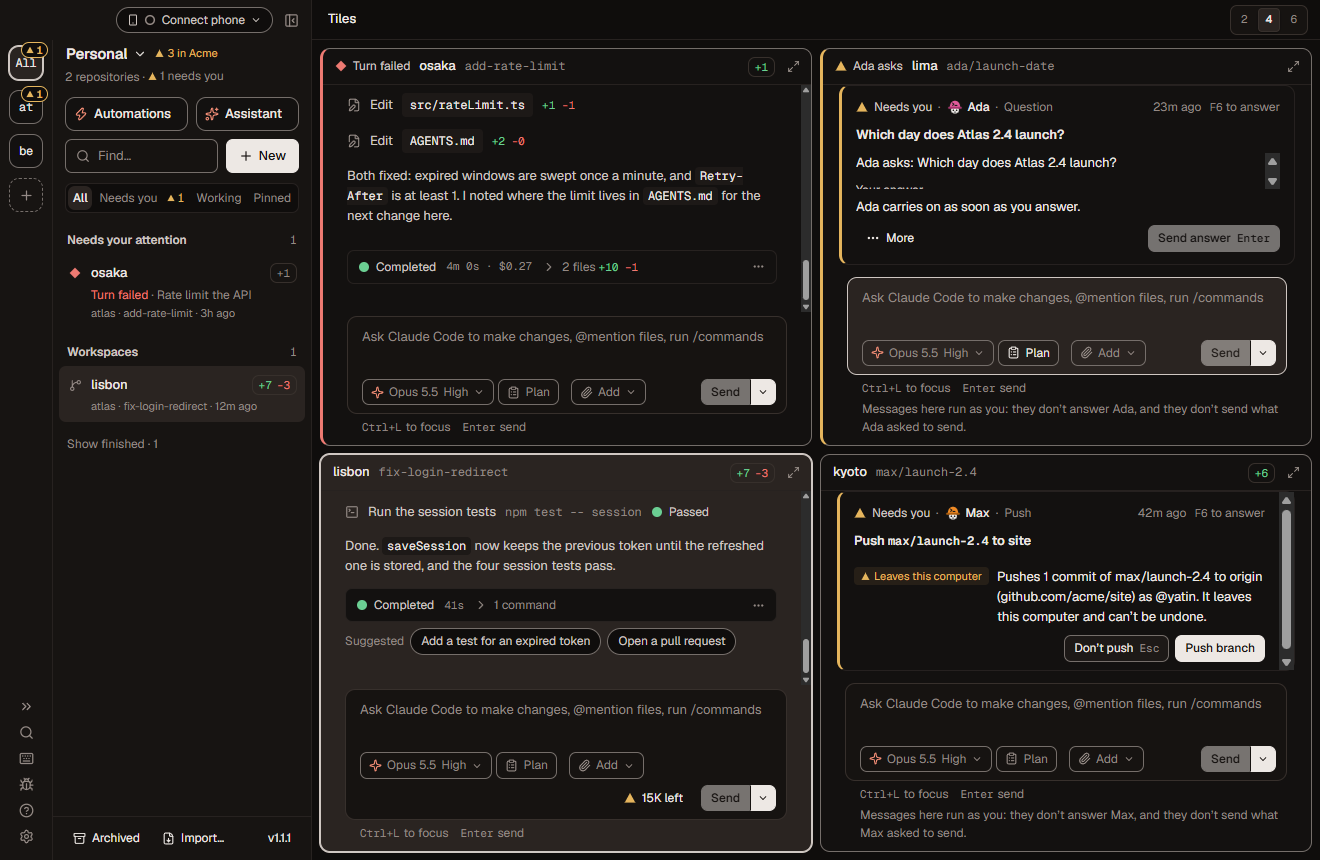 Connect phone
1
All
1
at
be
Personal
3 in Acme
2 repositories · 1 needs you
Automations
Assistant
Find…
New
All
Needs you 1
Working
Pinned
Needs your attention 1
osaka +1
Turn failed · Rate limit the API
atlas · add-rate-limit · 3h ago
Workspaces 1
lisbon +7 -3
atlas · fix-login-redirect · 12m ago
Show finished · 1
Archived
Import…
v1.1.1
Tiles
2 4 6
Turn failed osaka add-rate-limit +1
Edit src/rateLimit.ts +1 -1
Edit AGENTS.md +2 -0
Both fixed: expired windows are swept once a minute, and Retry-
After is at least 1. I noted where the limit lives in AGENTS.md for the
next change here.
Completed 4m 0s · $0.27 2 files +10 -1
Ask Claude Code to make changes, @mention files, run /commands
Opus 5.5 High
Plan
Add
Send
Ctrl+L to focus Enter send
Ada asks lima ada/launch-date
Needs you · Ada · Question 23m ago F6 to answer
Which day does Atlas 2.4 launch?
Ada asks: Which day does Atlas 2.4 launch?
Your answer
Ada carries on as soon as you answer.
More
Send answer Enter
Ask Claude Code to make changes, @mention files, run /commands
Opus 5.5 High
Plan
Add
Send
Ctrl+L to focus Enter send
Messages here run as you: they don't answer Ada, and they don't send what
Ada asked to send.
lisbon fix-login-redirect +7 -3
Run the session tests npm test -- session Passed
Done. saveSession now keeps the previous token until the refreshed
one is stored, and the four session tests pass.
Completed 41s 1 command
Suggested Add a test for an expired token Open a pull request
Ask Claude Code to make changes, @mention files, run /commands
Opus 5.5 High
Plan
Add
15K left
Send
Ctrl+L to focus Enter send
kyoto max/launch-2.4 +6
Needs you · Max · Push 42m ago F6 to answer
Push max/launch-2.4 to site
Leaves this computer
Pushes 1 commit of max/launch-2.4 to origin
(github.com/acme/site) as @yatin. It leaves
this computer and can't be undone.
Don't push Esc
Push branch
Ask Claude Code to make changes, @mention files, run /commands
Opus 5.5 High
Plan
Add
Send
Ctrl+L to focus Enter send
Messages here run as you: they don't answer Max, and they don't send what
Max asked to send.